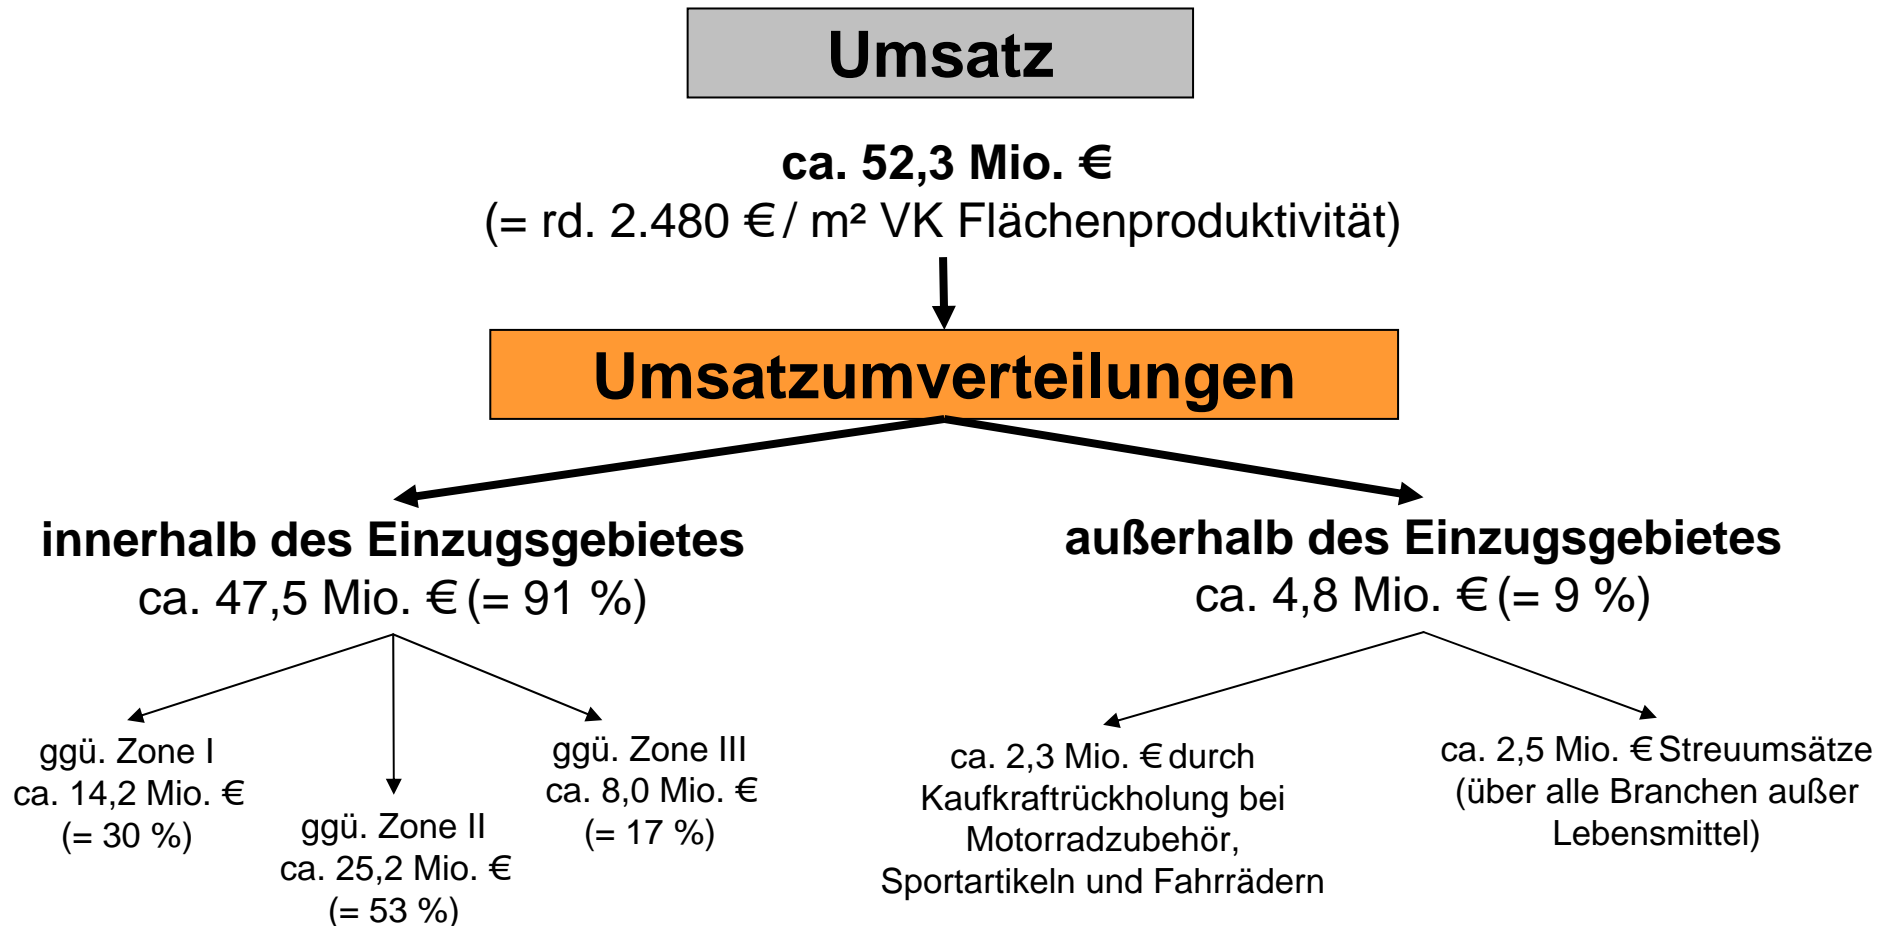 Umsatz
ca. 52,3 Mio. €
(= rd. 2.480 € / m² VK Flächenproduktivität)
Umsatzumverteilungen
innerhalb des Einzugsgebietes
ca. 47,5 Mio. € (= 91 %)
außerhalb des Einzugsgebietes
ca. 4,8 Mio. € (= 9 %)
ggü. Zone I
ca. 14,2 Mio. €
(= 30 %)
ggü. Zone II
ca. 25,2 Mio. €
(= 53 %)
ggü. Zone III
ca. 8,0 Mio. €
(= 17 %)
ca. 2,3 Mio. € durch
Kaufkraftrückholung bei
Motorradzubehör,
Sportartikeln und Fahrrädern
ca. 2,5 Mio. € Streuumsätze
(über alle Branchen außer
Lebensmittel)